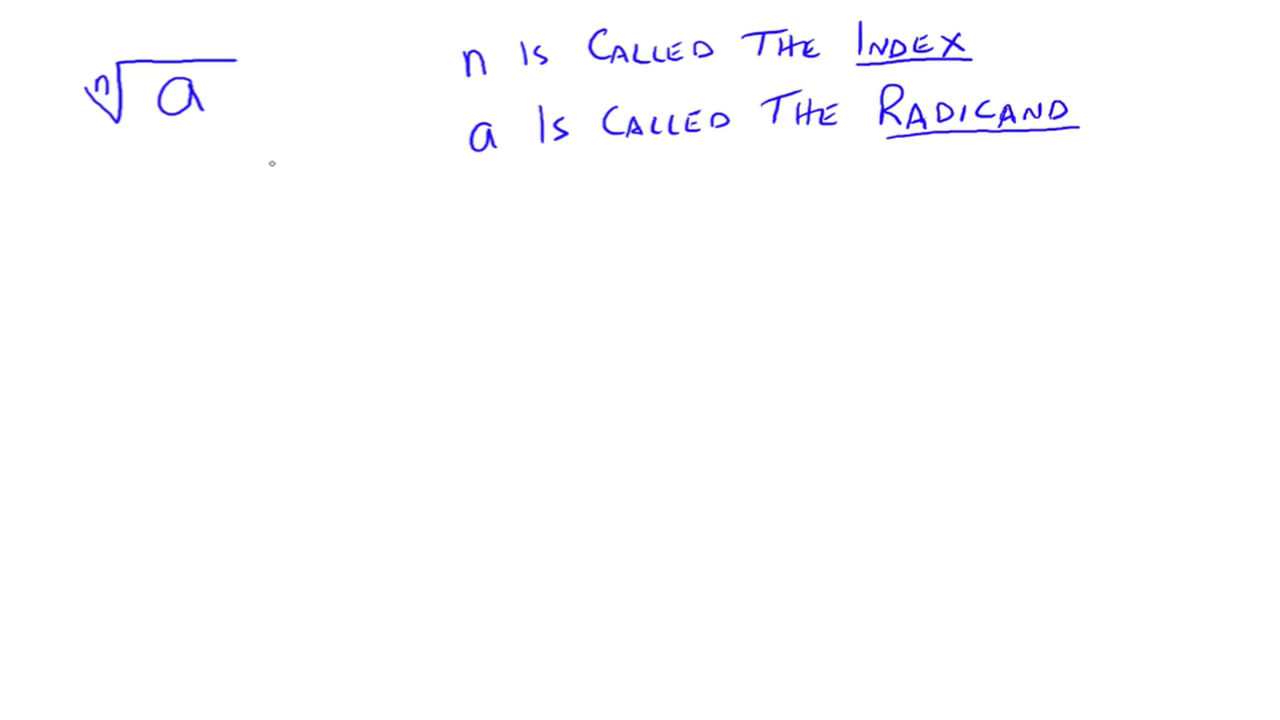 ⁿ√a
n Is CALLED THE INDEX
a Is CALLED THE RADICAND